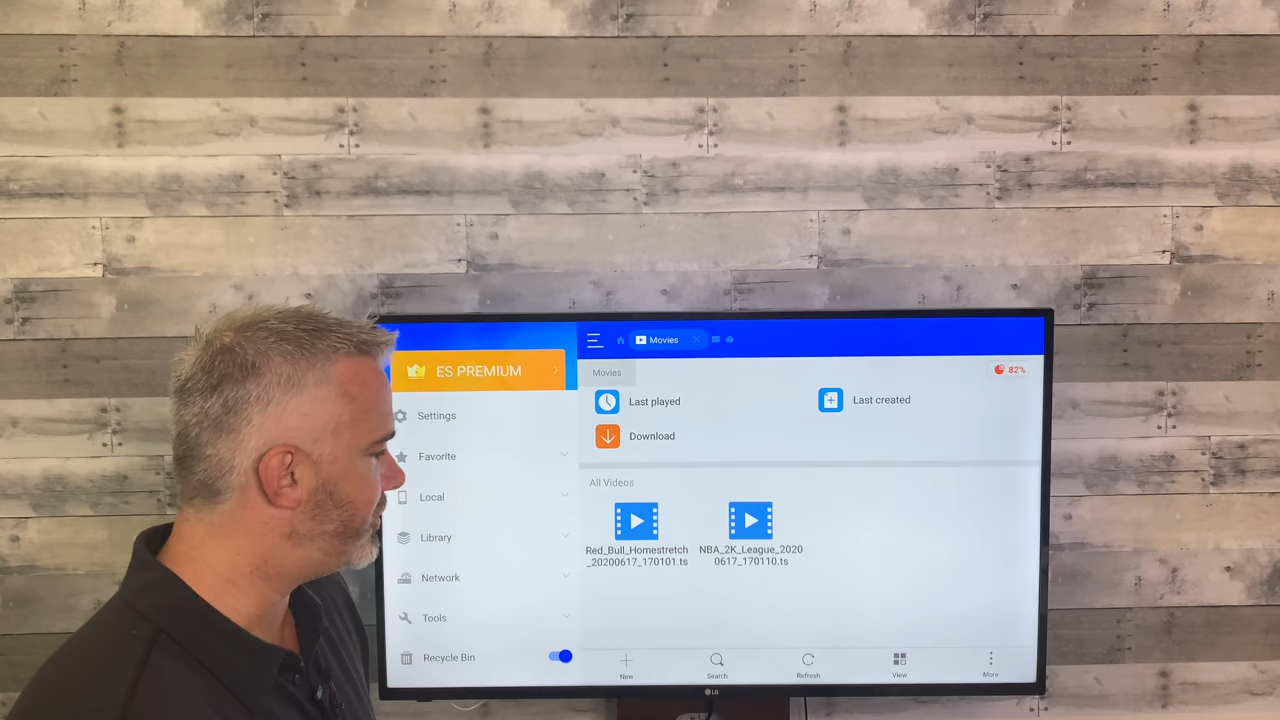 ES PREMIUM
Settings
Favorite
Local
Library
Network
Tools
Recycle Bin
Movies
Movies
82%
Last played
Last created
Download
All Videos
Red_Bull_Homestretch
_20200617_170101.ts
NBA_2K_League_2020
0617_170110.ts
New
Search
Refresh
View
More
LG